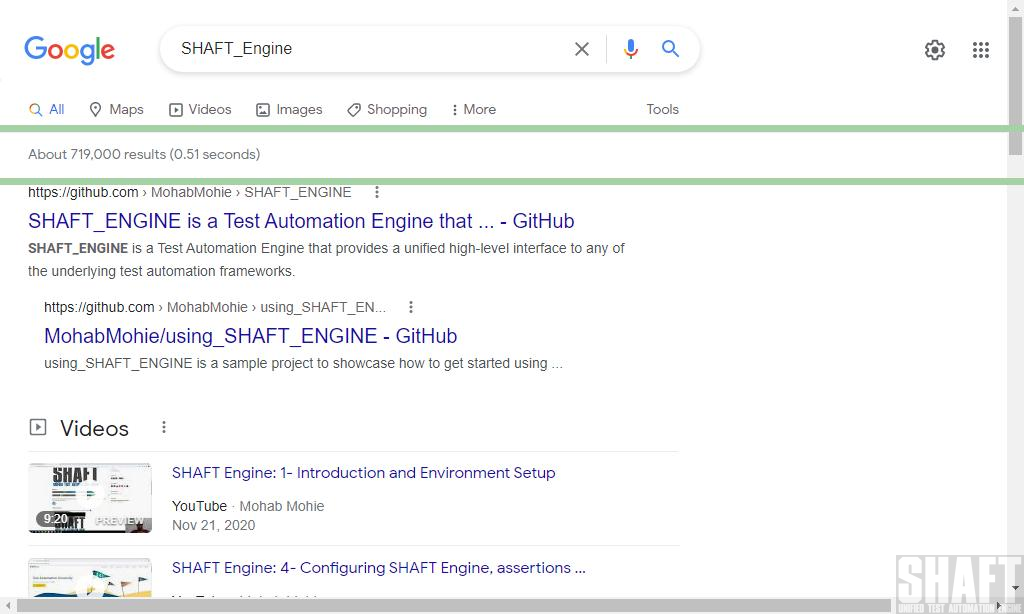 Google
SHAFT_Engine
All
Maps
Videos
Images
Shopping
More
Tools
About 719,000 results (0.51 seconds)
https://github.com › MohabMohie › SHAFT_ENGINE
SHAFT_ENGINE is a Test Automation Engine that ... - GitHub
SHAFT_ENGINE is a Test Automation Engine that provides a unified high-level interface to any of
the underlying test automation frameworks.
https://github.com › MohabMohie › using_SHAFT_EN...
MohabMohie/using_SHAFT_ENGINE - GitHub
using_SHAFT_ENGINE is a sample project to showcase how to get started using ...
Videos
SHAFT
9:20
PREVIEW
SHAFT
SHAFT Engine: 1- Introduction and Environment Setup
YouTube · Mohab Mohie
Nov 21, 2020
SHAFT Engine: 4- Configuring SHAFT Engine, assertions ...
SHAFT
UNIFIED TEST AUTOMATION